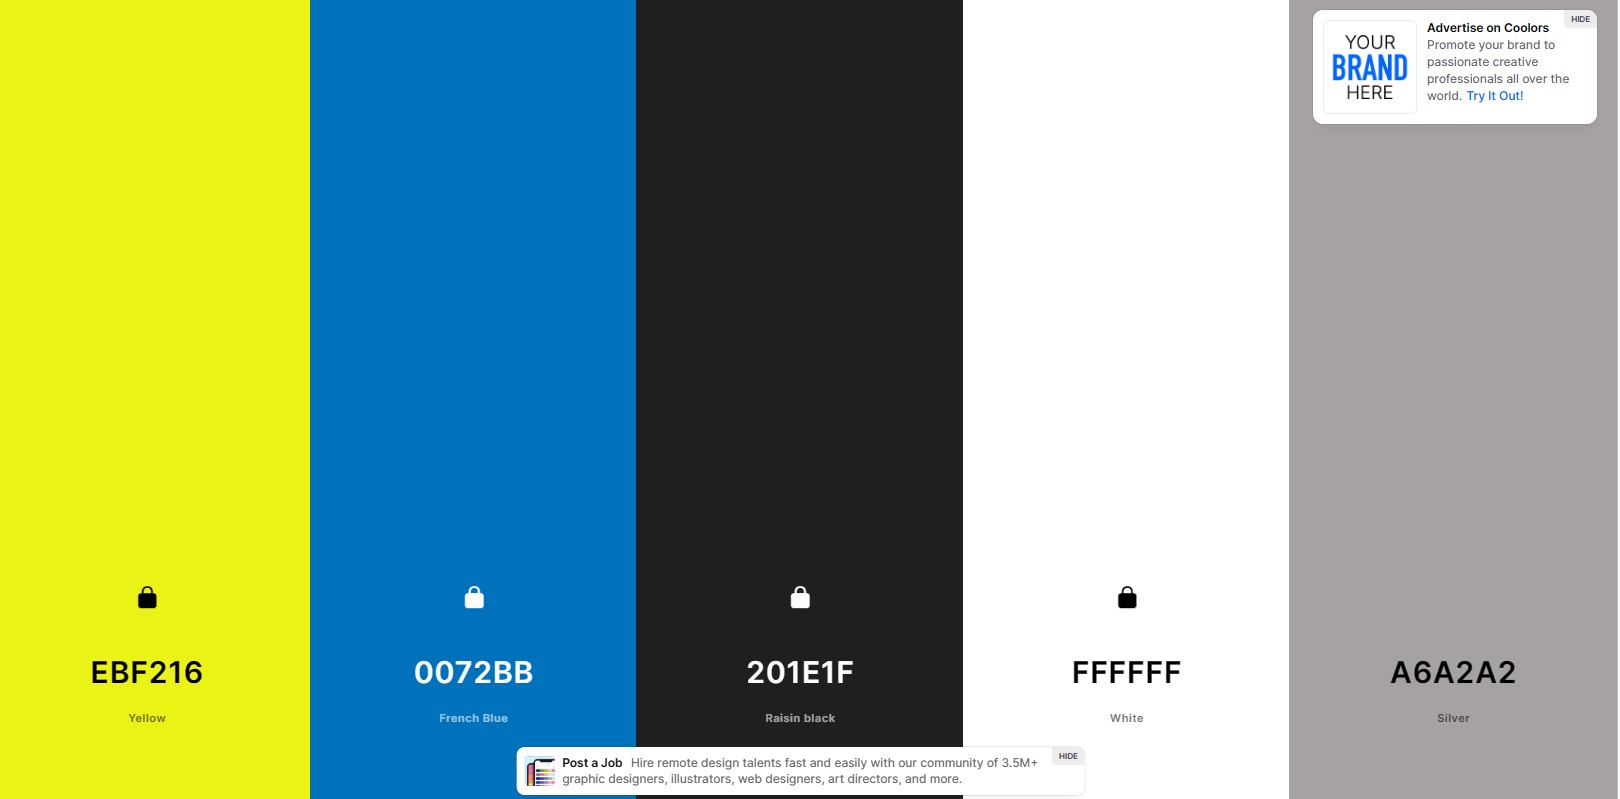 HIDE
YOUR
BRAND
HERE
Advertise on Coolors
Promote your brand to
passionate creative
professionals all over the
world. Try It Out!
EBF216
Yellow
0072BB
French Blue
201E1F
Raisin black
FFFFFF
White
A6A2A2
Silver
HIDE
Post a Job Hire remote design talents fast and easily with our community of 3.5M+
graphic designers, illustrators, web designers, art directors, and more.